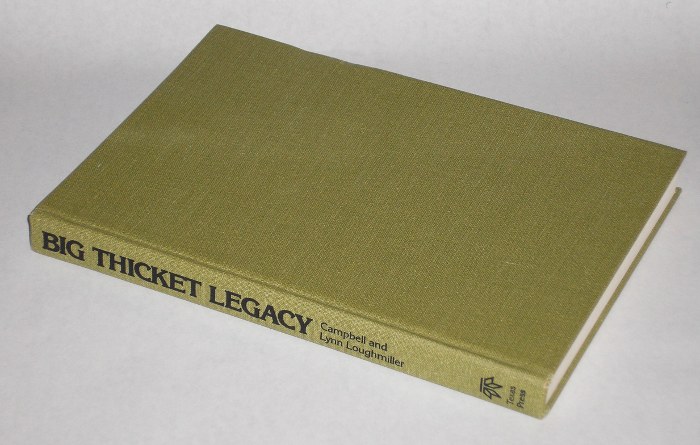 BIG THICKET LEGACY
Campbell and
Lynn Loughmiller
Texas
Press